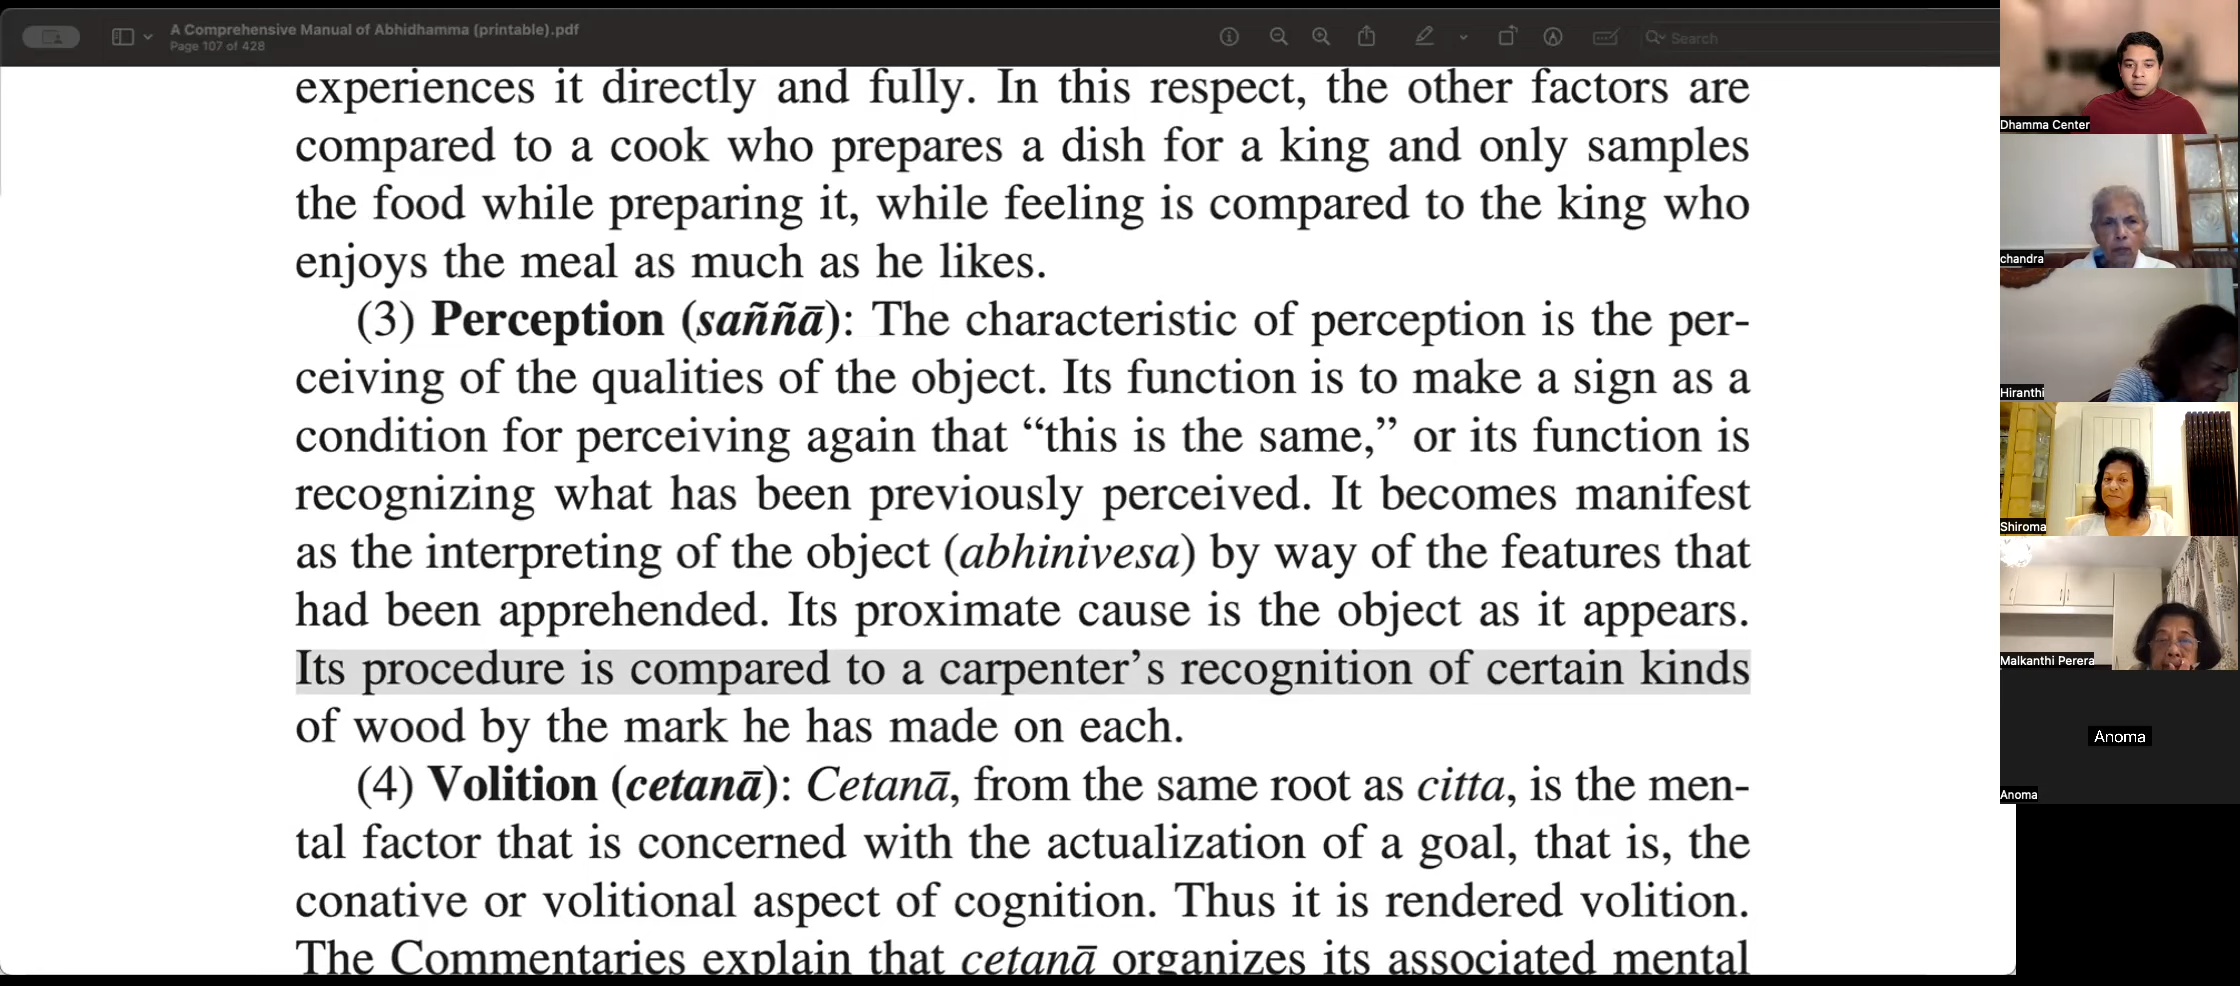 A Comprehensive Manual of Abhidhamma (printable).pdf
Page 107 of 428
Search
experiences it directly and fully. In this respect, the other factors are
compared to a cook who prepares a dish for a king and only samples
the food while preparing it, while feeling is compared to the king who
enjoys the meal as much as he likes.
(3) Perception (saññā): The characteristic of perception is the per-
ceiving of the qualities of the object. Its function is to make a sign as a
condition for perceiving again that “this is the same,” or its function is
recognizing what has been previously perceived. It becomes manifest
as the interpreting of the object (abhinivesa) by way of the features that
had been apprehended. Its proximate cause is the object as it appears.
Its procedure is compared to a carpenter’s recognition of certain kinds
of wood by the mark he has made on each.
(4) Volition (cetanā): Cetanā, from the same root as citta, is the men-
tal factor that is concerned with the actualization of a goal, that is, the
conative or volitional aspect of cognition. Thus it is rendered volition.
The Commentaries explain that cetanā organizes its associated mental
Dhamma Center
chandra
Hiranthi
Shiroma
Malkanthi Perera
Anoma
Anoma